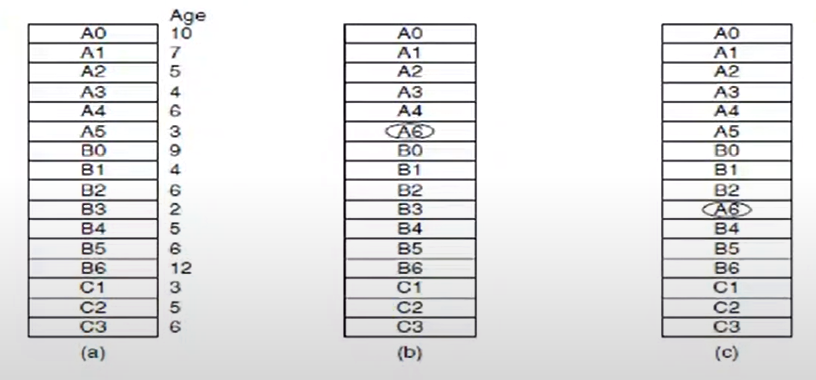 Age
A0 10 A0 A0
A1 7 A1 A1
A2 5 A2 A2
A3 4 A3 A3
A4 6 A4 A4
A5 3 A6 A5
B0 9 B0 B0
B1 4 B1 B1
B2 6 B2 B2
B3 2 B3 A6
B4 5 B4 B4
B5 6 B5 B5
B6 12 B6 B6
C1 3 C1 C1
C2 5 C2 C2
C3 6 C3 C3
(a) (b) (c)